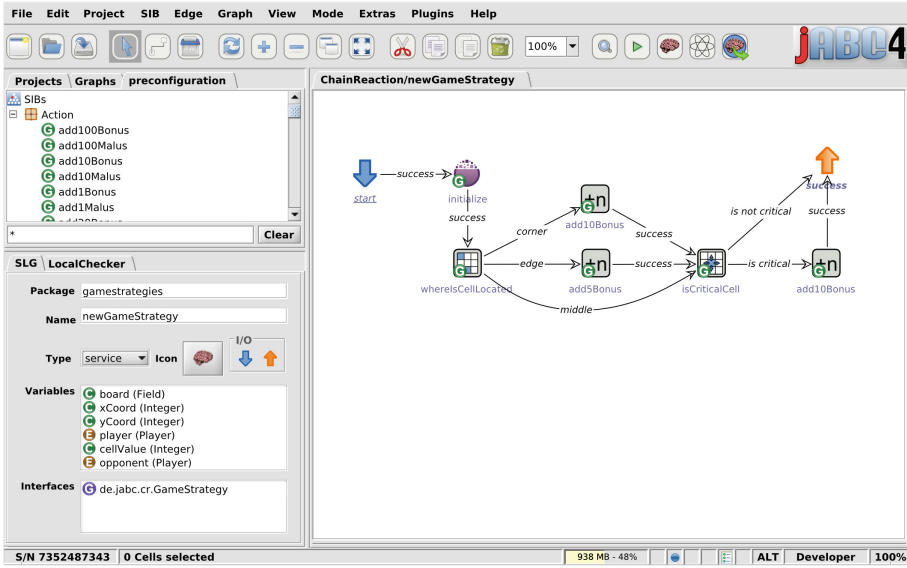 File Edit Project SIB Edge Graph View Mode Extras Plugins Help
100%
jABC4
Projects Graphs preconfiguration
SIBs
Action
add100Bonus
add100Malus
add10Bonus
add10Malus
add1Bonus
add1Malus
*
Clear
SLG LocalChecker
Package gamestrategies
Name newGameStrategy
Type service Icon I/O
Variables
board (Field)
xCoord (Integer)
yCoord (Integer)
player (Player)
cellValue (Integer)
opponent (Player)
Interfaces de.jabc.cr.GameStrategy
ChainReaction/newGameStrategy
start
success
initialize
success
whereIsCellLocated
corner
edge
middle
+n
add10Bonus
success
+n
add5Bonus
success
isCriticalCell
is not critical
is critical
+n
add10Bonus
success
success
S/N 7352487343 0 Cells selected 938 MB - 48% ALT Developer 100%